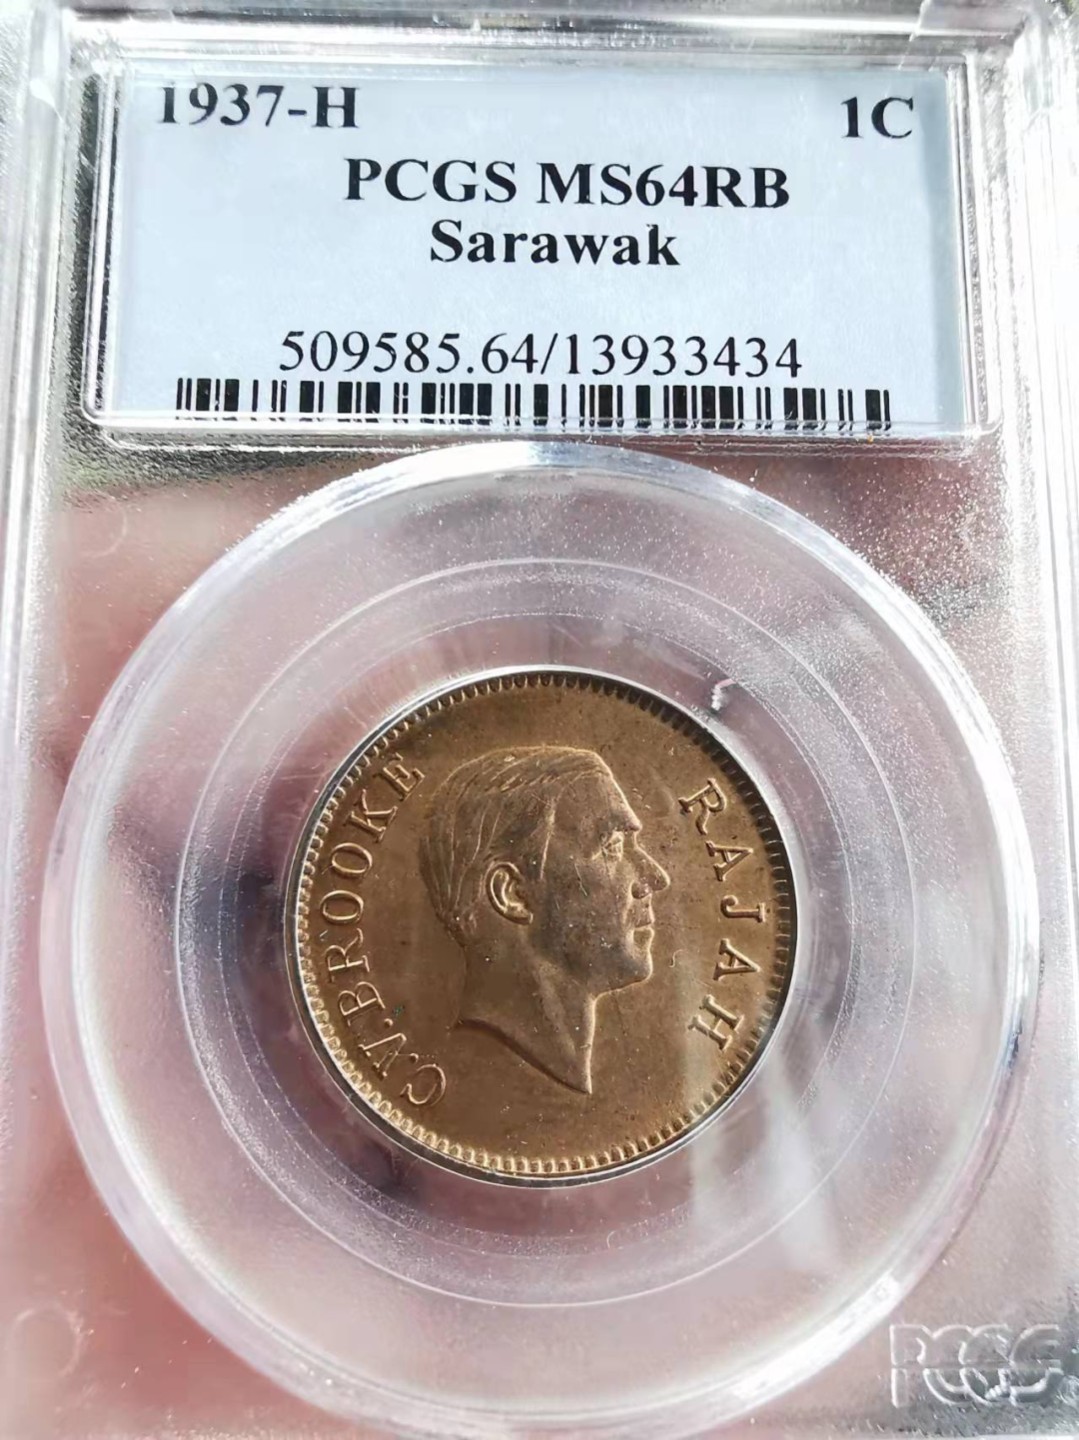 1937-H 1C
PCGS MS64RB
Sarawak
509585.64/13933434
C.V.BROOKE RAJAH
PCGS